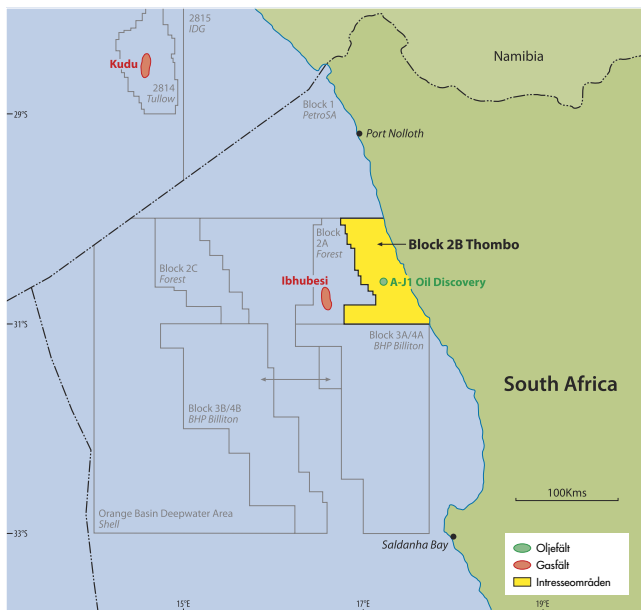 2815
IDG
Kudu
2814
Tullow
Namibia
Block 1
PetroSA
29°S
Port Nolloth
Block
2A
Forest
Block 2B Thombo
Block 2C
Forest
Ibhubesi
A-J1 Oil Discovery
31°S
Block 3A/4A
BHP Billiton
South Africa
Block 3B/4B
BHP Billiton
100Kms
Orange Basin Deepwater Area
Shell
33°S
Saldanha Bay
Oljefält
Gasfält
Intresseområden
15°E
17°E
19°E